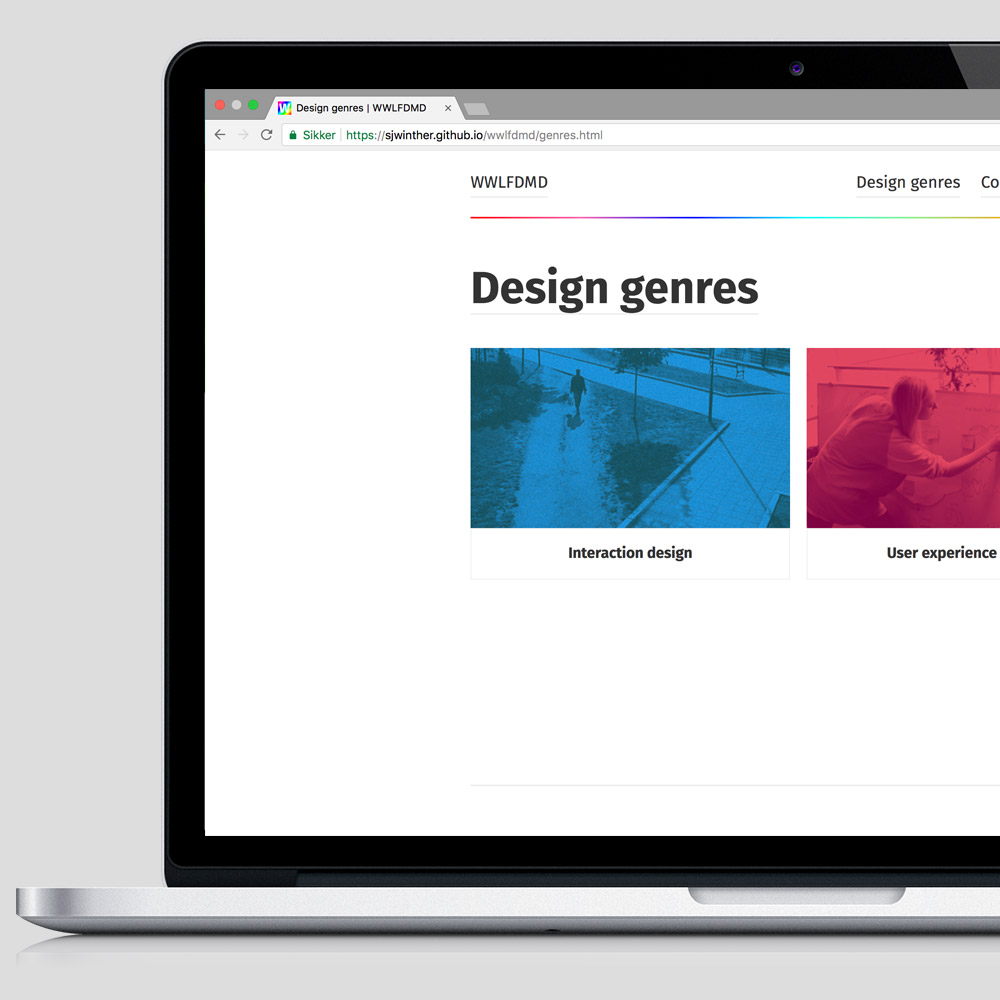 Design genres | WWLFDMD
Sikker https://sjwinther.github.io/wwlfdmd/genres.html
WWLFDMD Design genres Co
Design genres
Interaction design User experience